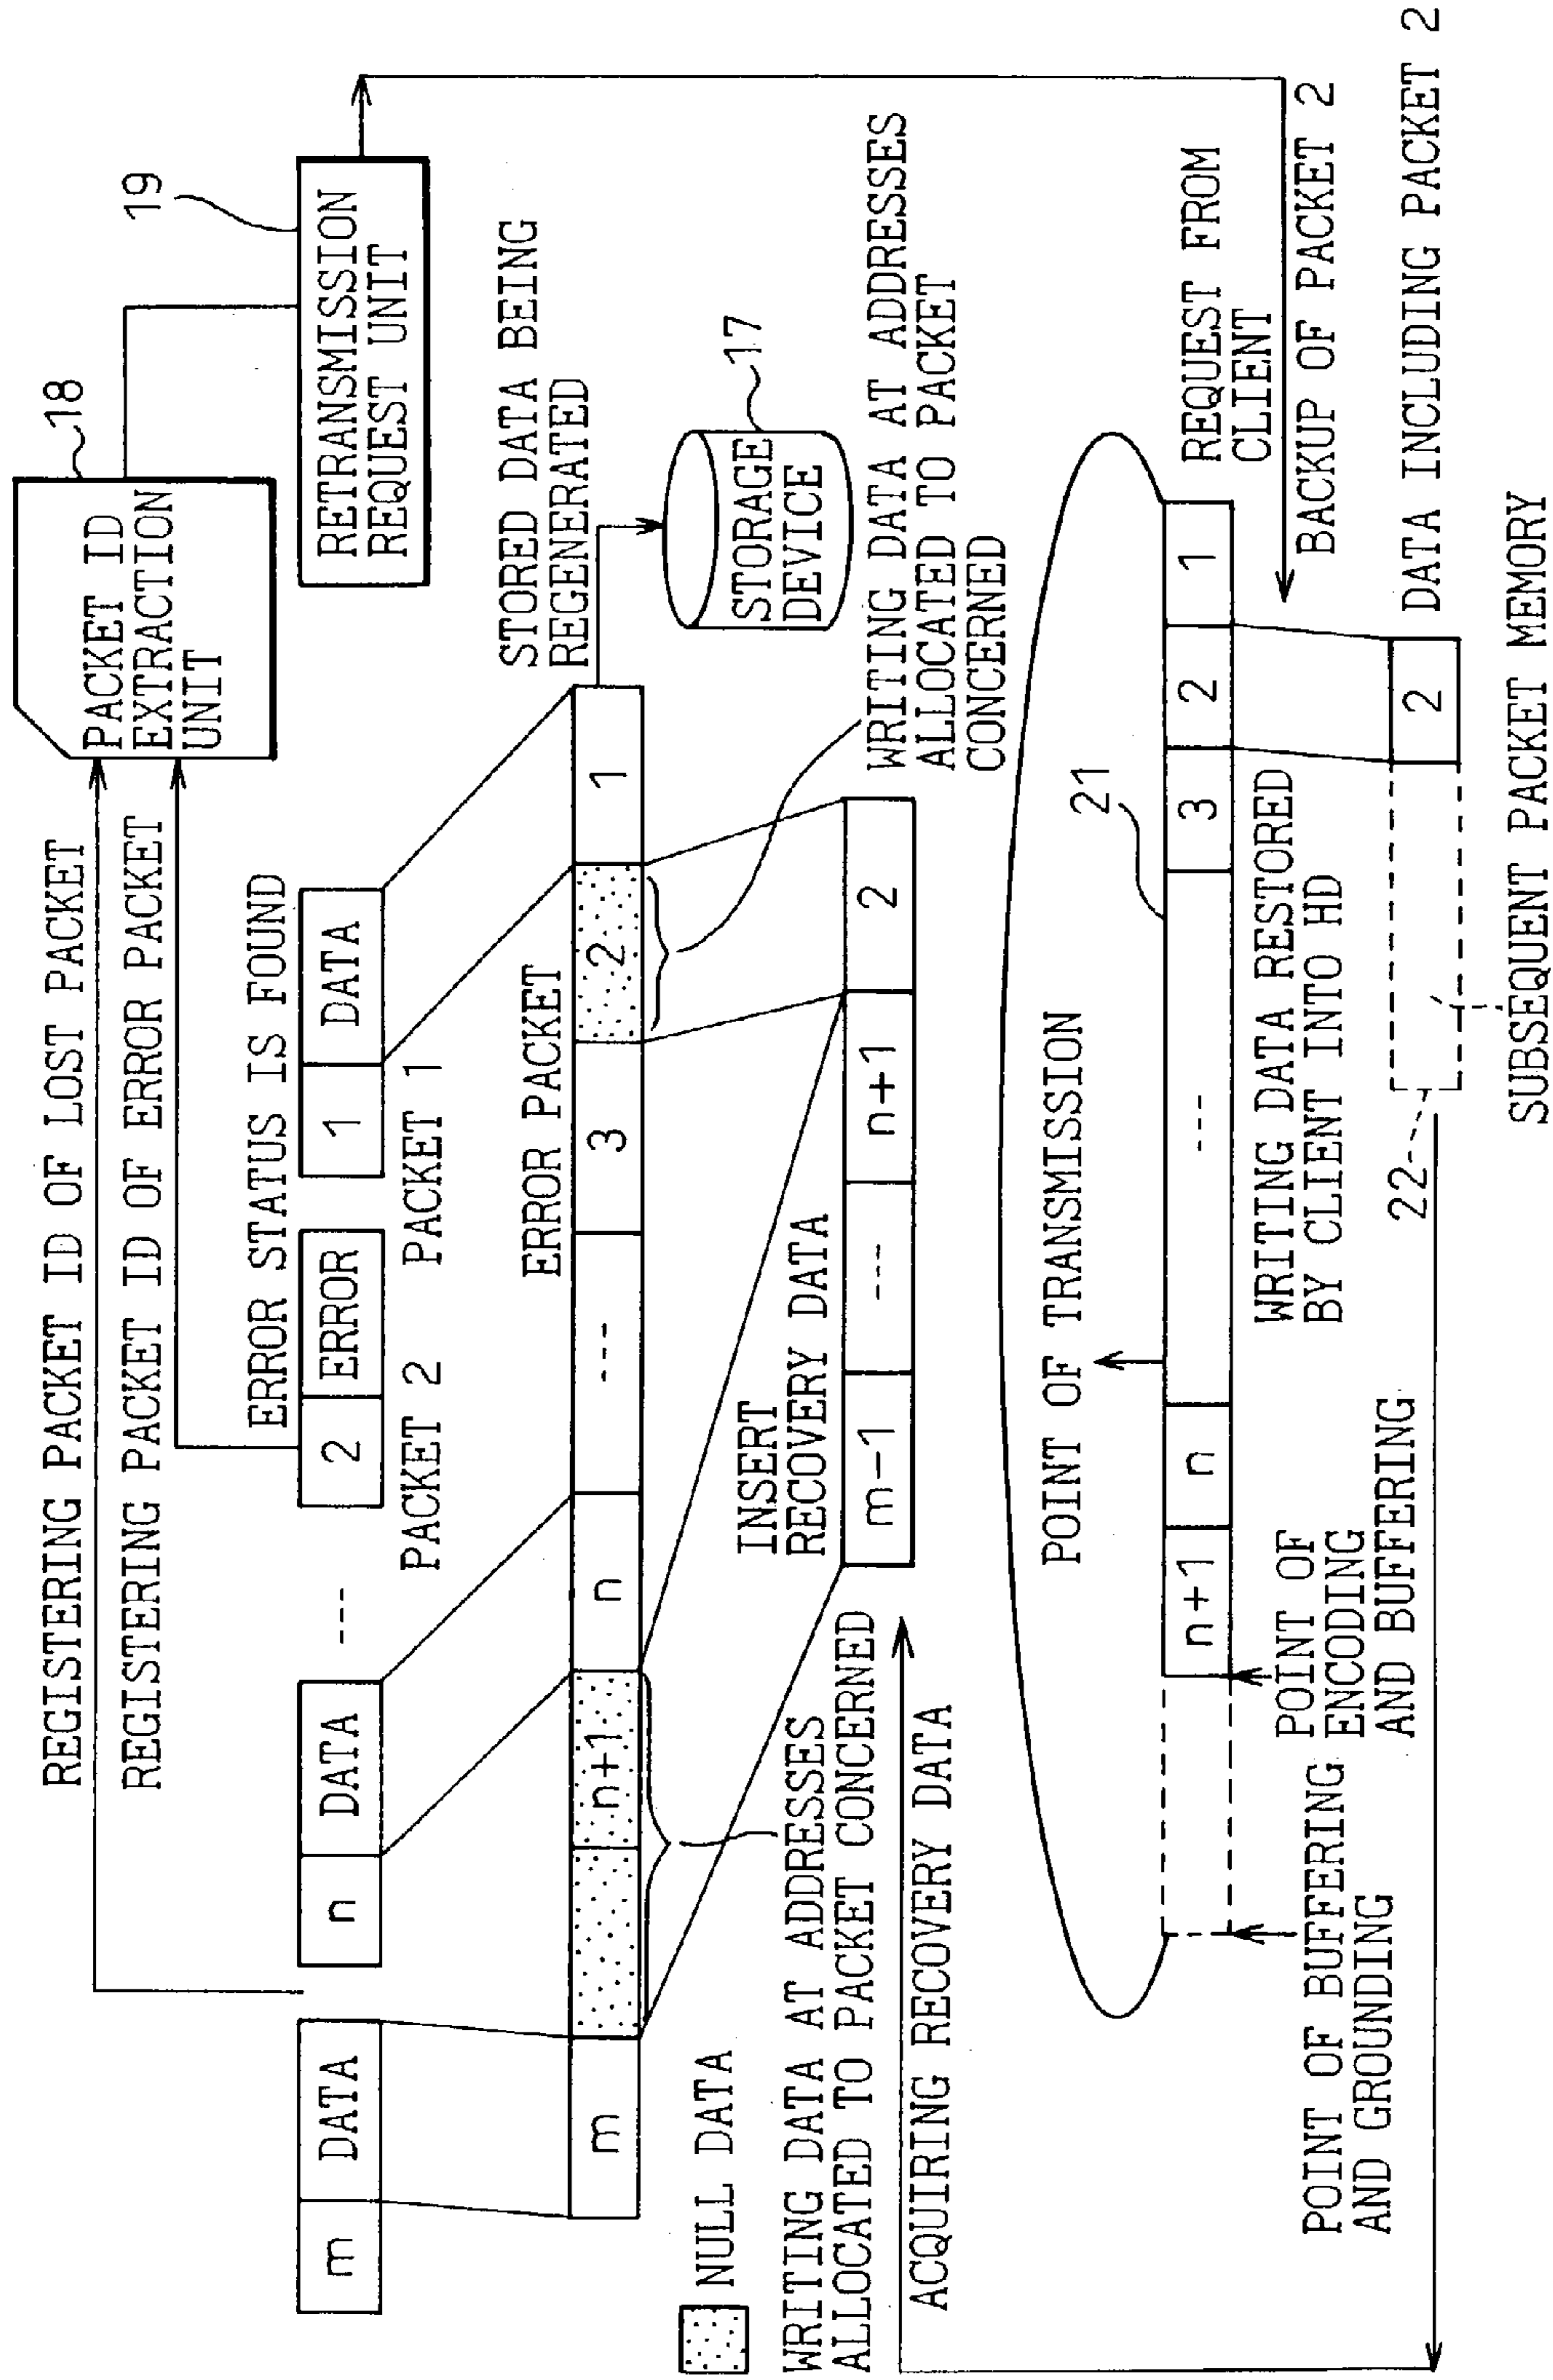 REGISTERING PACKET ID OF LOST PACKET
REGISTERING PACKET ID OF ERROR PACKET
PACKET ID
EXTRACTION
UNIT
18
19
RETRANSMISSION
REQUEST UNIT
ERROR STATUS IS FOUND
m DATA
n DATA
---
2 ERROR
1 DATA
PACKET 2
PACKET 1
ERROR PACKET
STORED DATA BEING
REGENERATED
m n+1 n --- 3 2 1
STORAGE
DEVICE
17
NULL DATA
INSERT
RECOVERY DATA
WRITING DATA AT ADDRESSES
ALLOCATED TO PACKET CONCERNED
WRITING DATA AT ADDRESSES
ALLOCATED TO PACKET
CONCERNED
m-1 --- n+1 2
ACQUIRING RECOVERY DATA
POINT OF TRANSMISSION
21
REQUEST FROM
CLIENT
n+1 n --- 3 2 1
BACKUP OF PACKET 2
WRITING DATA RESTORED
BY CLIENT INTO HD
POINT OF BUFFERING
AND GROUNDING
POINT OF
ENCODING
AND BUFFERING
22
2
DATA INCLUDING PACKET 2
SUBSEQUENT PACKET MEMORY